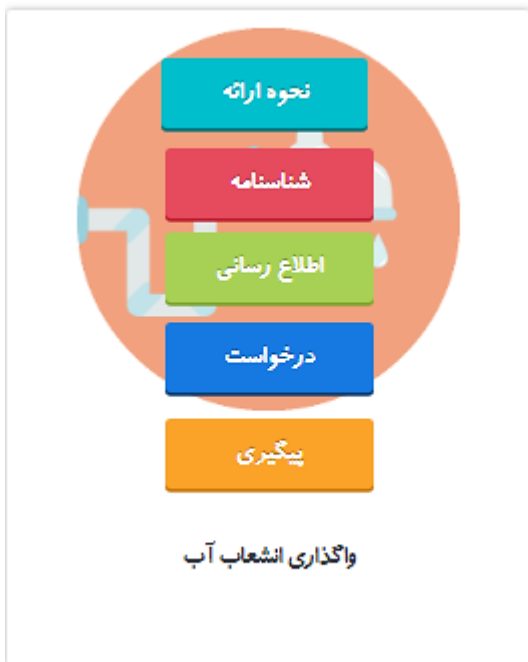 نحوه ارائه
شناسنامه
اطلاع رسانی
درخواست
پیگیری
واگذاری انشعاب آب